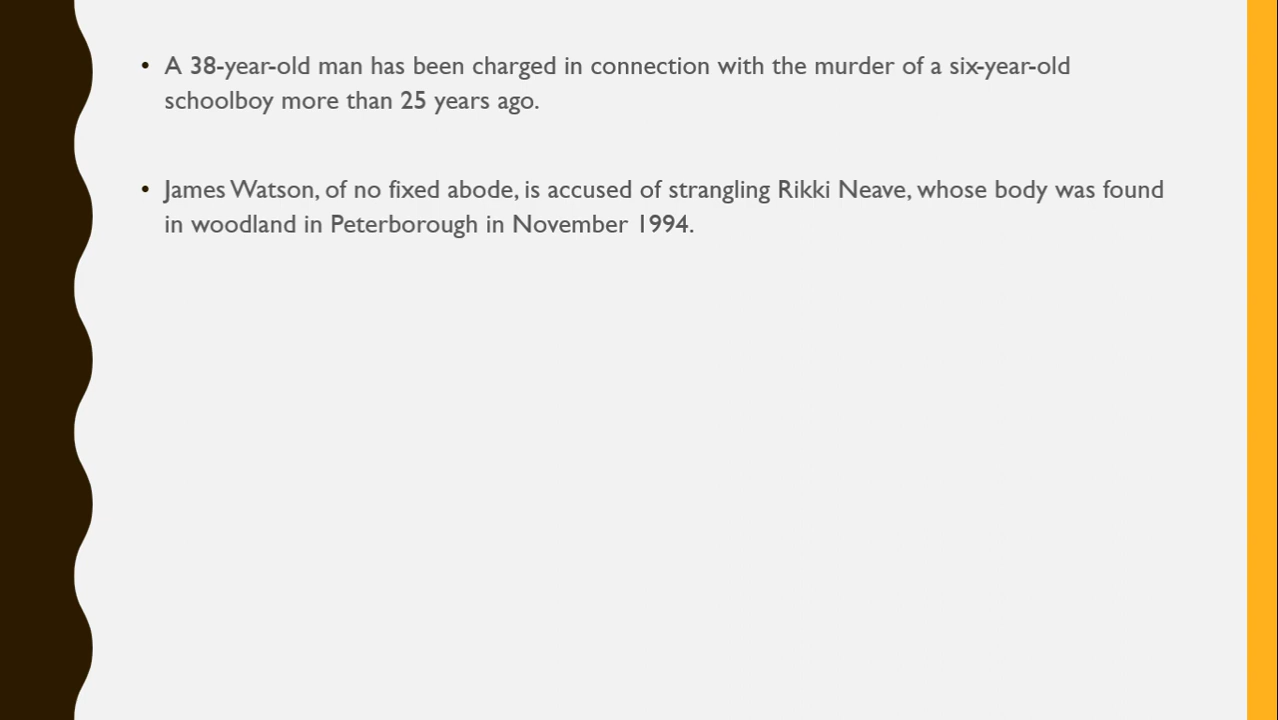 • A 38-year-old man has been charged in connection with the murder of a six-year-old
schoolboy more than 25 years ago.
• James Watson, of no fixed abode, is accused of strangling Rikki Neave, whose body was found
in woodland in Peterborough in November 1994.